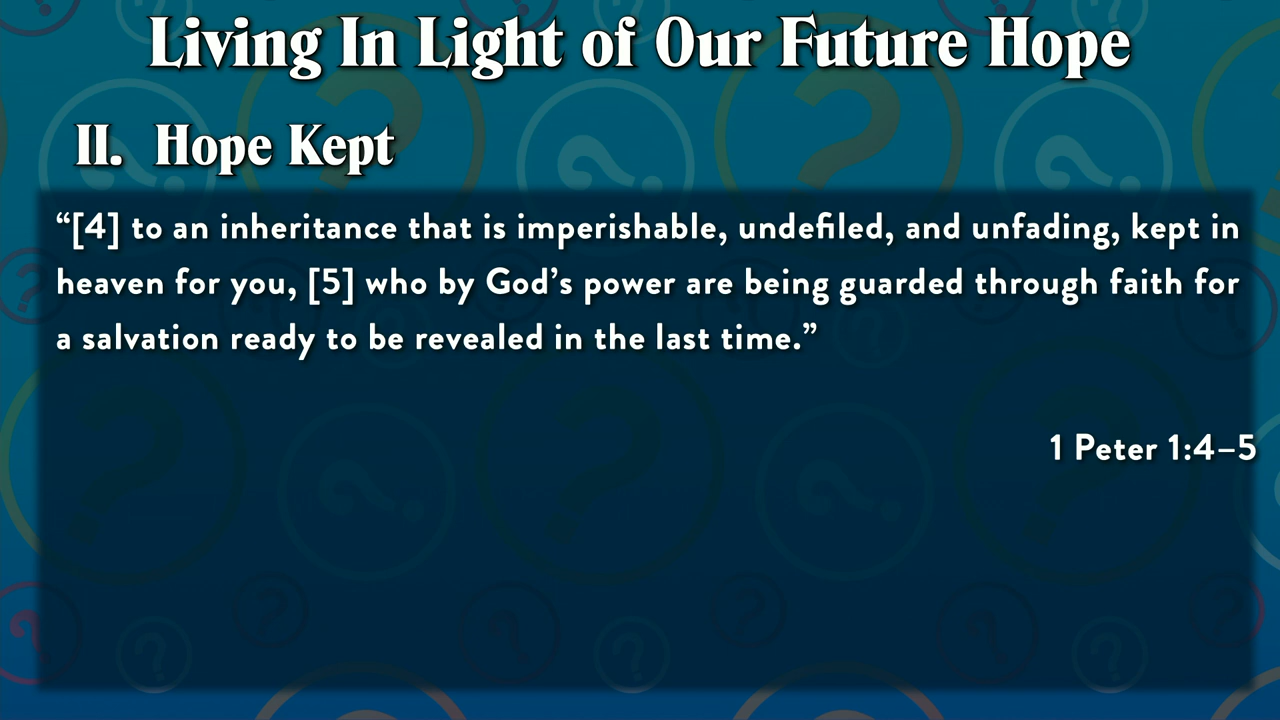 Living In Light of Our Future Hope
II. Hope Kept
“[4] to an inheritance that is imperishable, undefiled, and unfading, kept in
heaven for you, [5] who by God’s power are being guarded through faith for
a salvation ready to be revealed in the last time.”
1 Peter 1:4–5